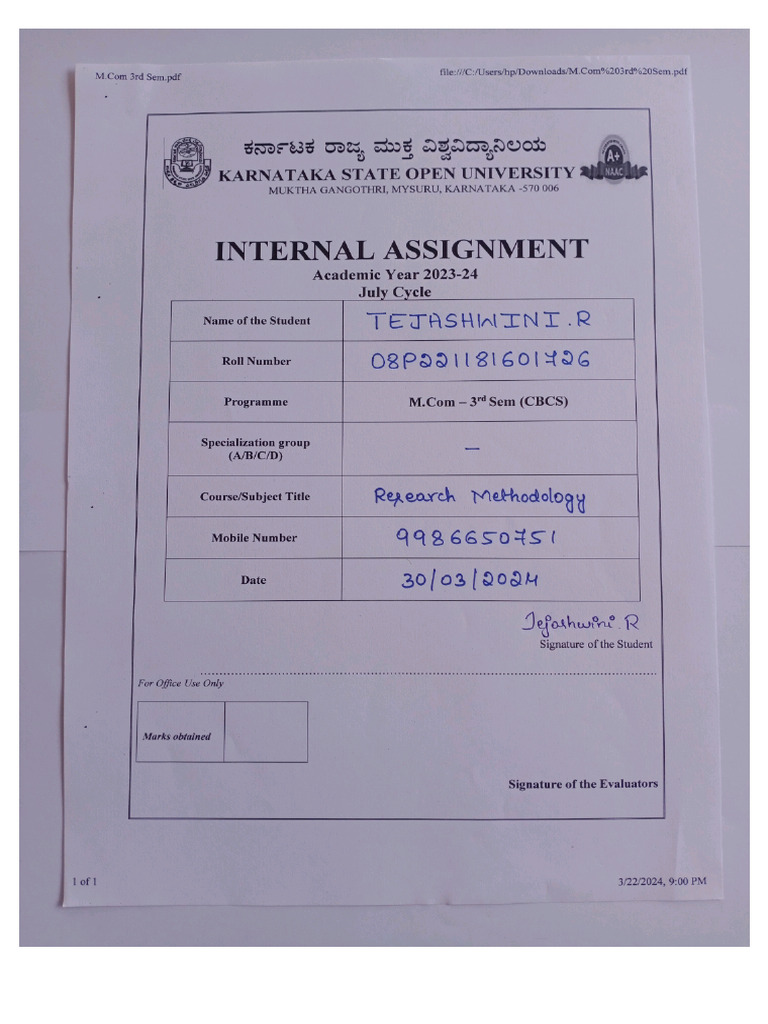 M.Com 3rd Sem.pdf file:///C:/Users/hp/Downloads/M.Com%203rd%20Sem.pdf
ಕರ್ನಾಟಕ ರಾಜ್ಯ ಮುಕ್ತ ವಿಶ್ವವಿದ್ಯಾನಿಲಯ
KARNATAKA STATE OPEN UNIVERSITY
MUKTHA GANGOTHRI, MYSURU, KARNATAKA -570 006
A+
NAAC
INTERNAL ASSIGNMENT
Academic Year 2023-24
July Cycle
Name of the Student TEJASHWINI.R
Roll Number 08P221181601726
Programme M.Com – 3rd Sem (CBCS)
Specialization group
(A/B/C/D) –
Course/Subject Title Research Methodology
Mobile Number 9986650751
Date 30/03/2024
Tejashwini.R
Signature of the Student
For Office Use Only
Marks obtained
Signature of the Evaluators
1 of 1 3/22/2024, 9:00 PM